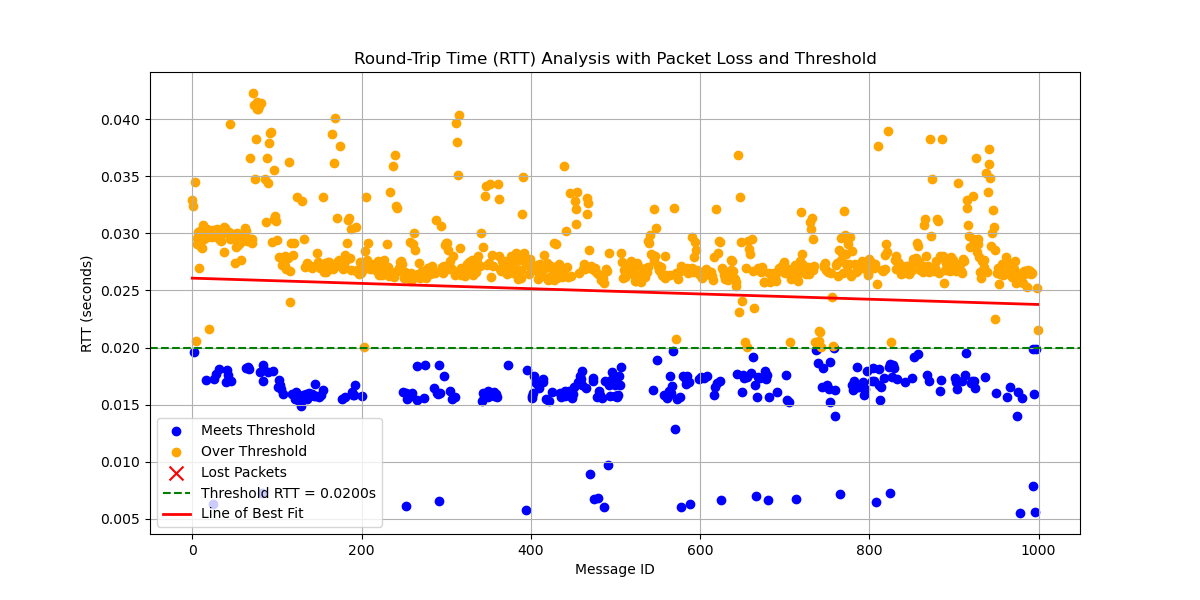 Round-Trip Time (RTT) Analysis with Packet Loss and Threshold
RTT (seconds)
0.040
0.035
0.030
0.025
0.020
0.015
0.010
0.005
Meets Threshold
Over Threshold
Lost Packets
Threshold RTT = 0.0200s
Line of Best Fit
0
200
400
600
800
1000
Message ID